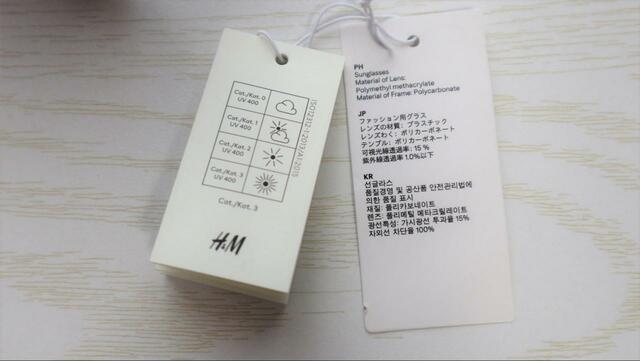 Cat./Kat. 0
UV 400
Cat./Kat. 1
UV 400
Cat./Kat. 2
UV 400
Cat./Kat. 3
UV 400
ISO12312-1:2013/A1:2015
Cat./Kat. 3
H&M
PH
Sunglasses
Material of Lens:
Polymethyl methacrylate
Material of Frame: Polycarbonate
JP
ファッション用グラス
レンズの材質: プラスチック
レンズわく: ポリカーボネート
テンプル: ポリカーボネート
可視光線透過率: 15 %
紫外線透過率 1.0%以下
KR
선글라스
품질경영 및 공산품 안전관리법에
의한 품질 표시
재질: 폴리카보네이트
렌즈: 폴리메틸 메타크릴레이트
광선특성: 가시광선 투과율 15%
자외선 차단율 100%